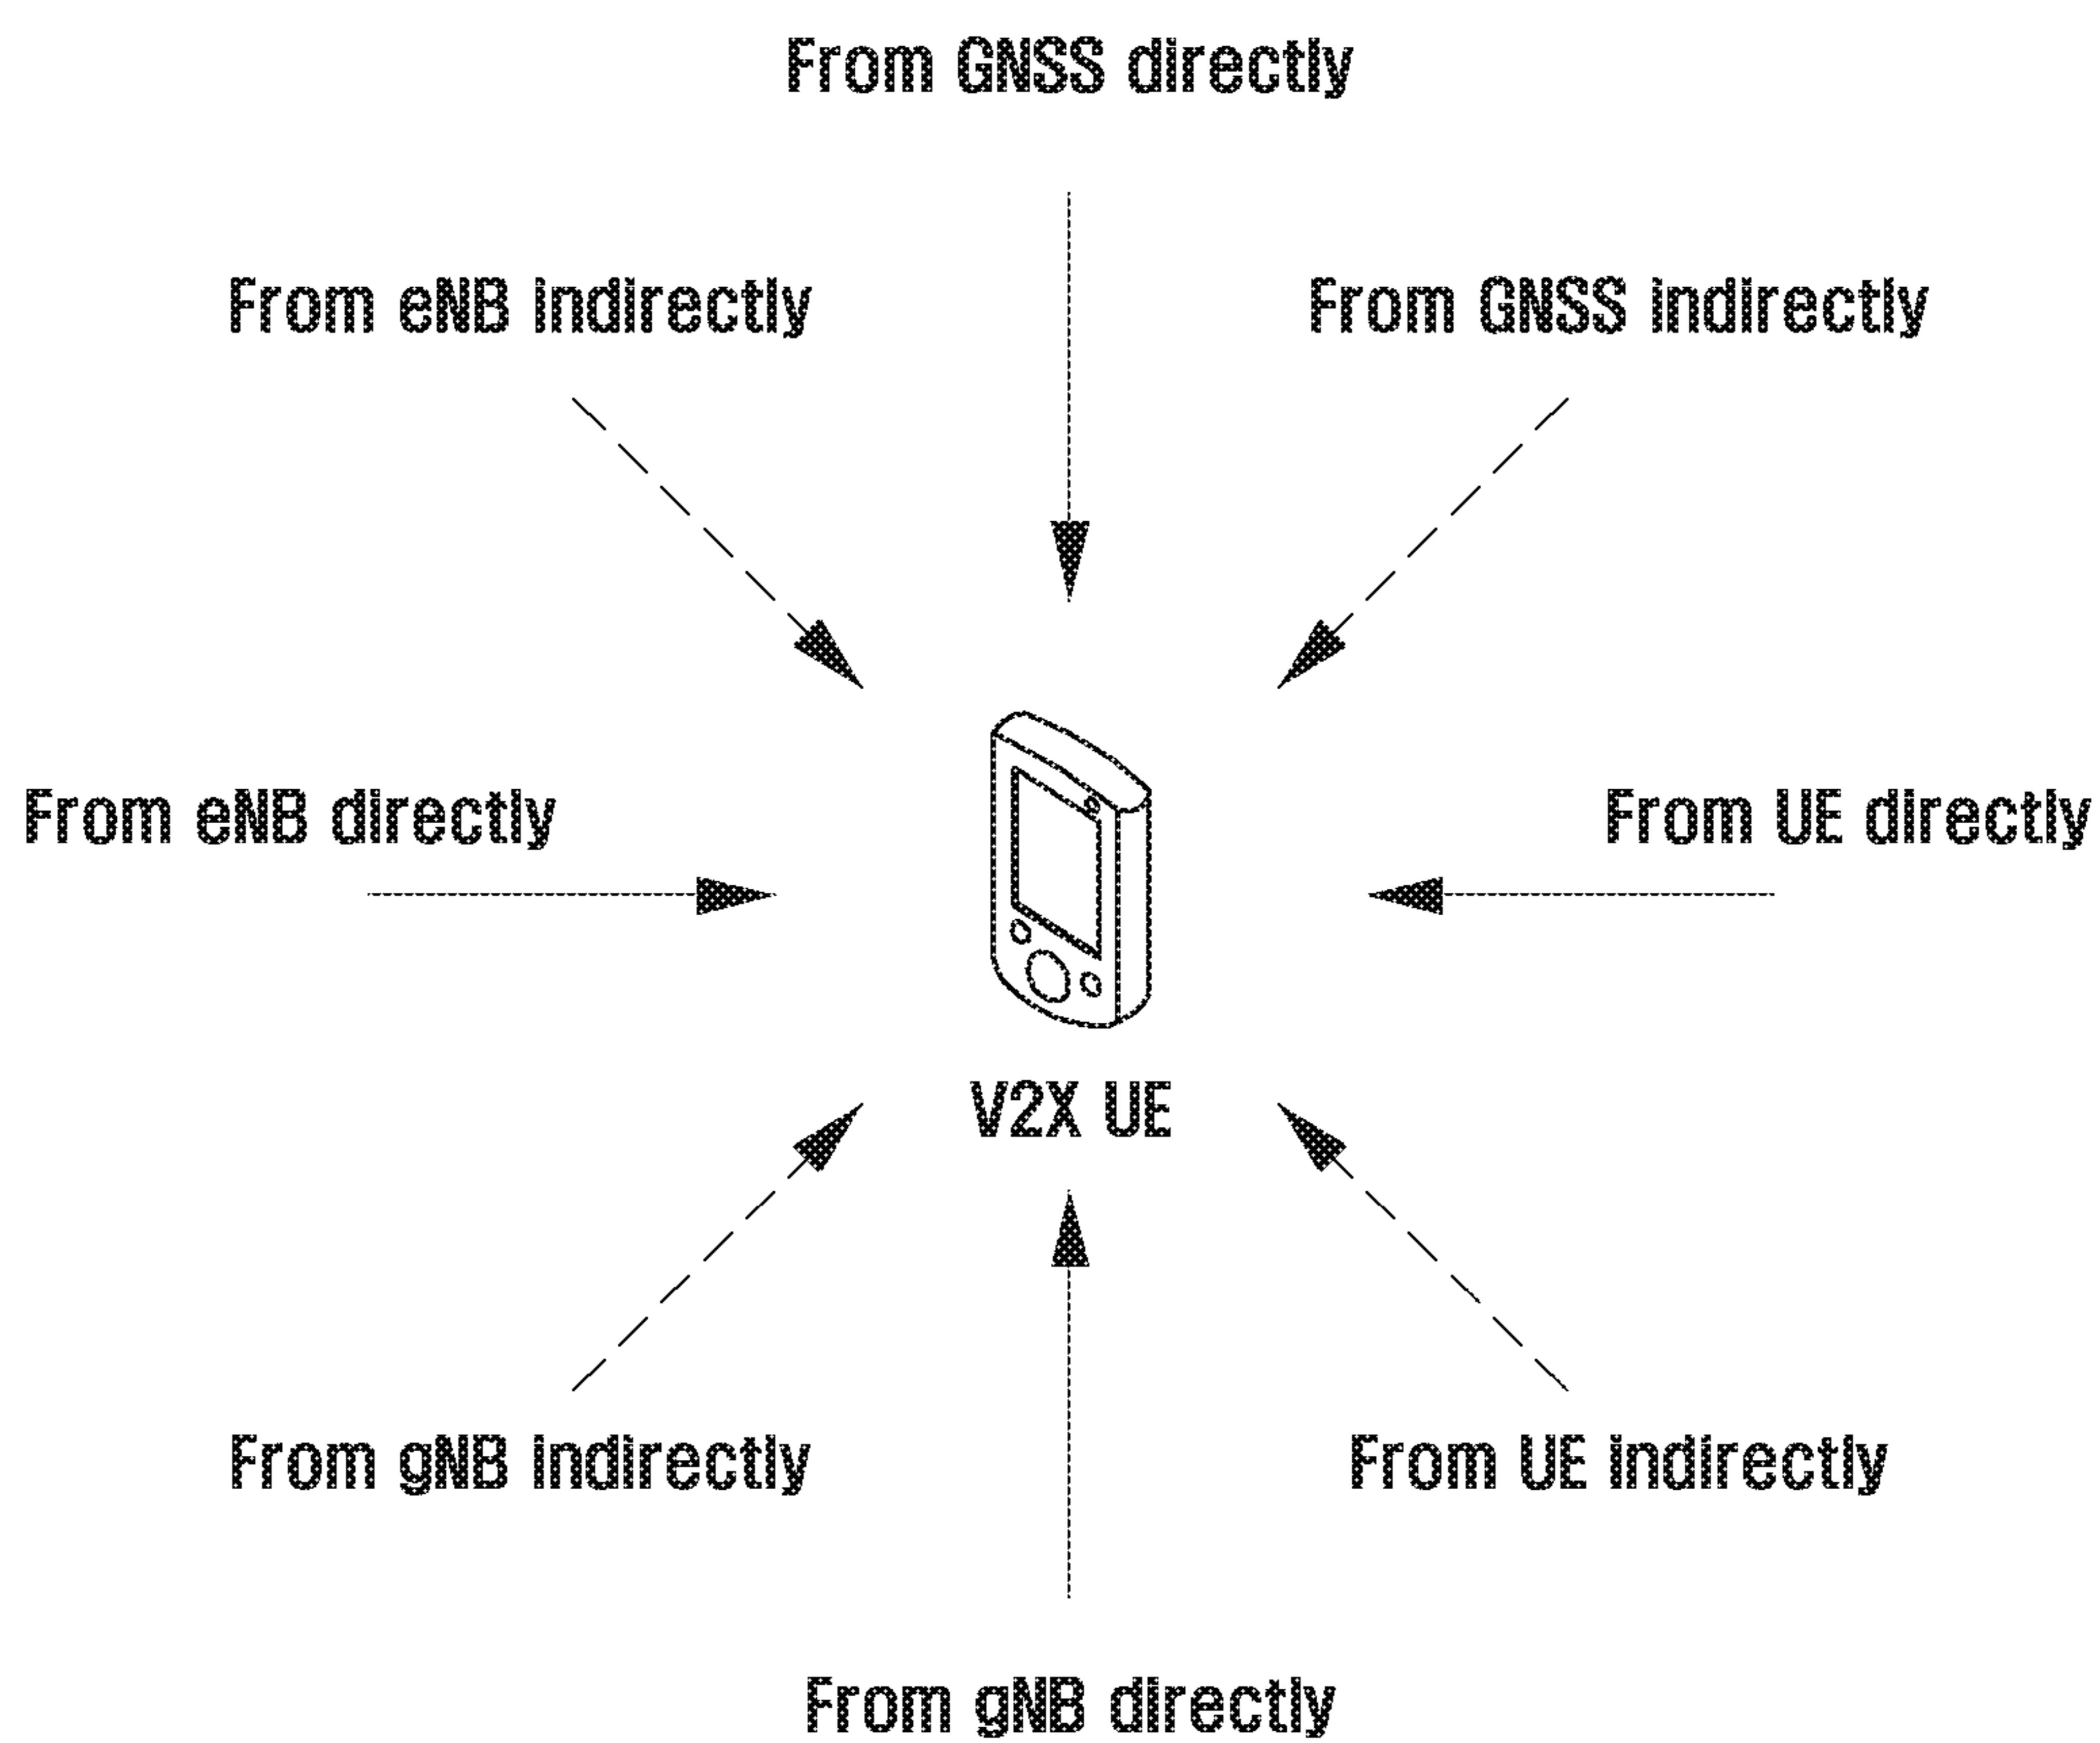 From GNSS directly
From eNB indirectly
From GNSS indirectly
From eNB directly
From UE directly
V2X UE
From gNB indirectly
From UE indirectly
From gNB directly